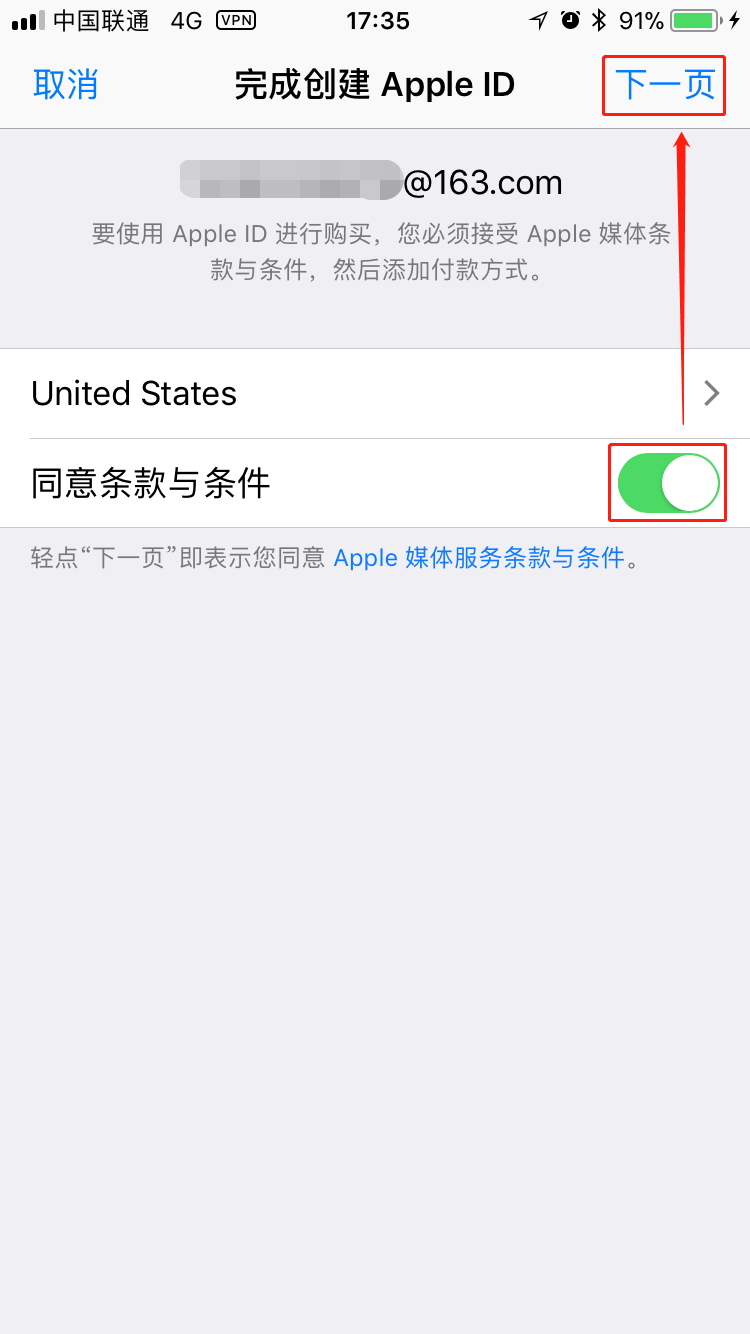 中国联通 4G VPN 17:35 91%
取消 完成创建 Apple ID 下一页
@163.com
要使用 Apple ID 进行购买，您必须接受 Apple 媒体条
款与条件，然后添加付款方式。
United States
同意条款与条件
轻点“下一页”即表示您同意 Apple 媒体服务条款与条件。